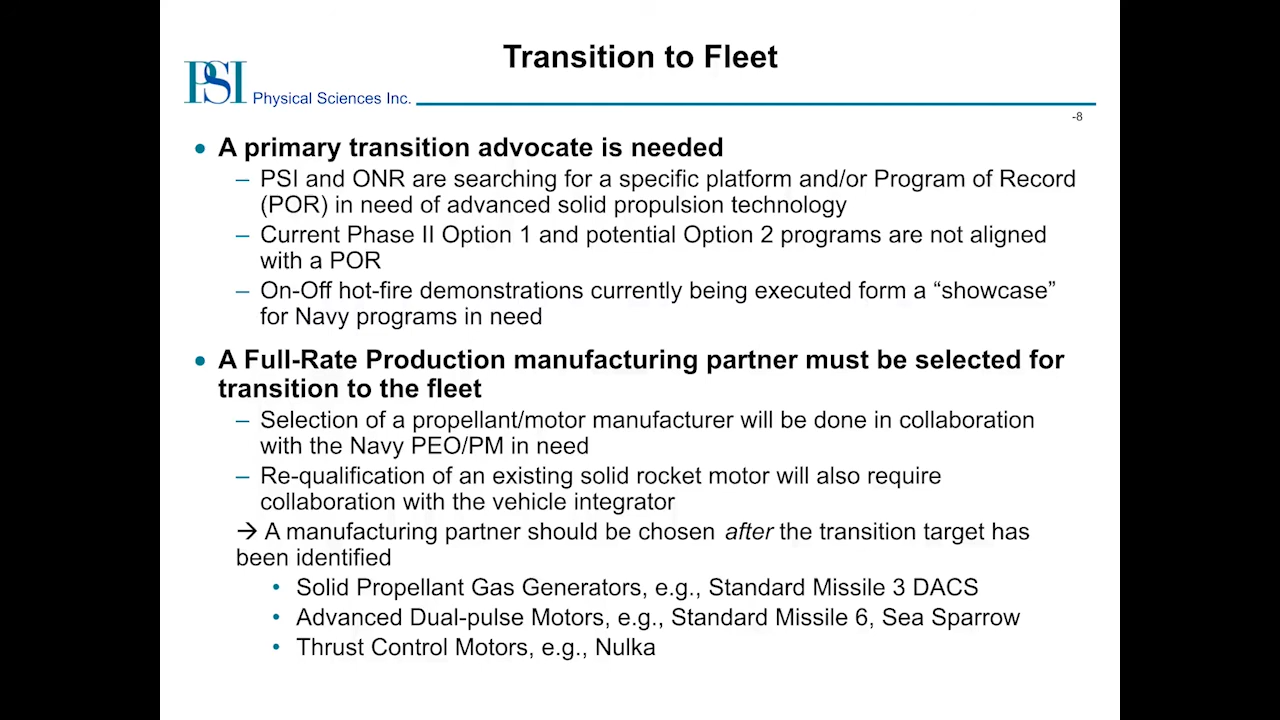 Transition to Fleet
PSI Physical Sciences Inc.
-8
• A primary transition advocate is needed
– PSI and ONR are searching for a specific platform and/or Program of Record
(POR) in need of advanced solid propulsion technology
– Current Phase II Option 1 and potential Option 2 programs are not aligned
with a POR
– On-Off hot-fire demonstrations currently being executed form a “showcase”
for Navy programs in need
• A Full-Rate Production manufacturing partner must be selected for
transition to the fleet
– Selection of a propellant/motor manufacturer will be done in collaboration
with the Navy PEO/PM in need
– Re-qualification of an existing solid rocket motor will also require
collaboration with the vehicle integrator
→ A manufacturing partner should be chosen after the transition target has
been identified
• Solid Propellant Gas Generators, e.g., Standard Missile 3 DACS
• Advanced Dual-pulse Motors, e.g., Standard Missile 6, Sea Sparrow
• Thrust Control Motors, e.g., Nulka